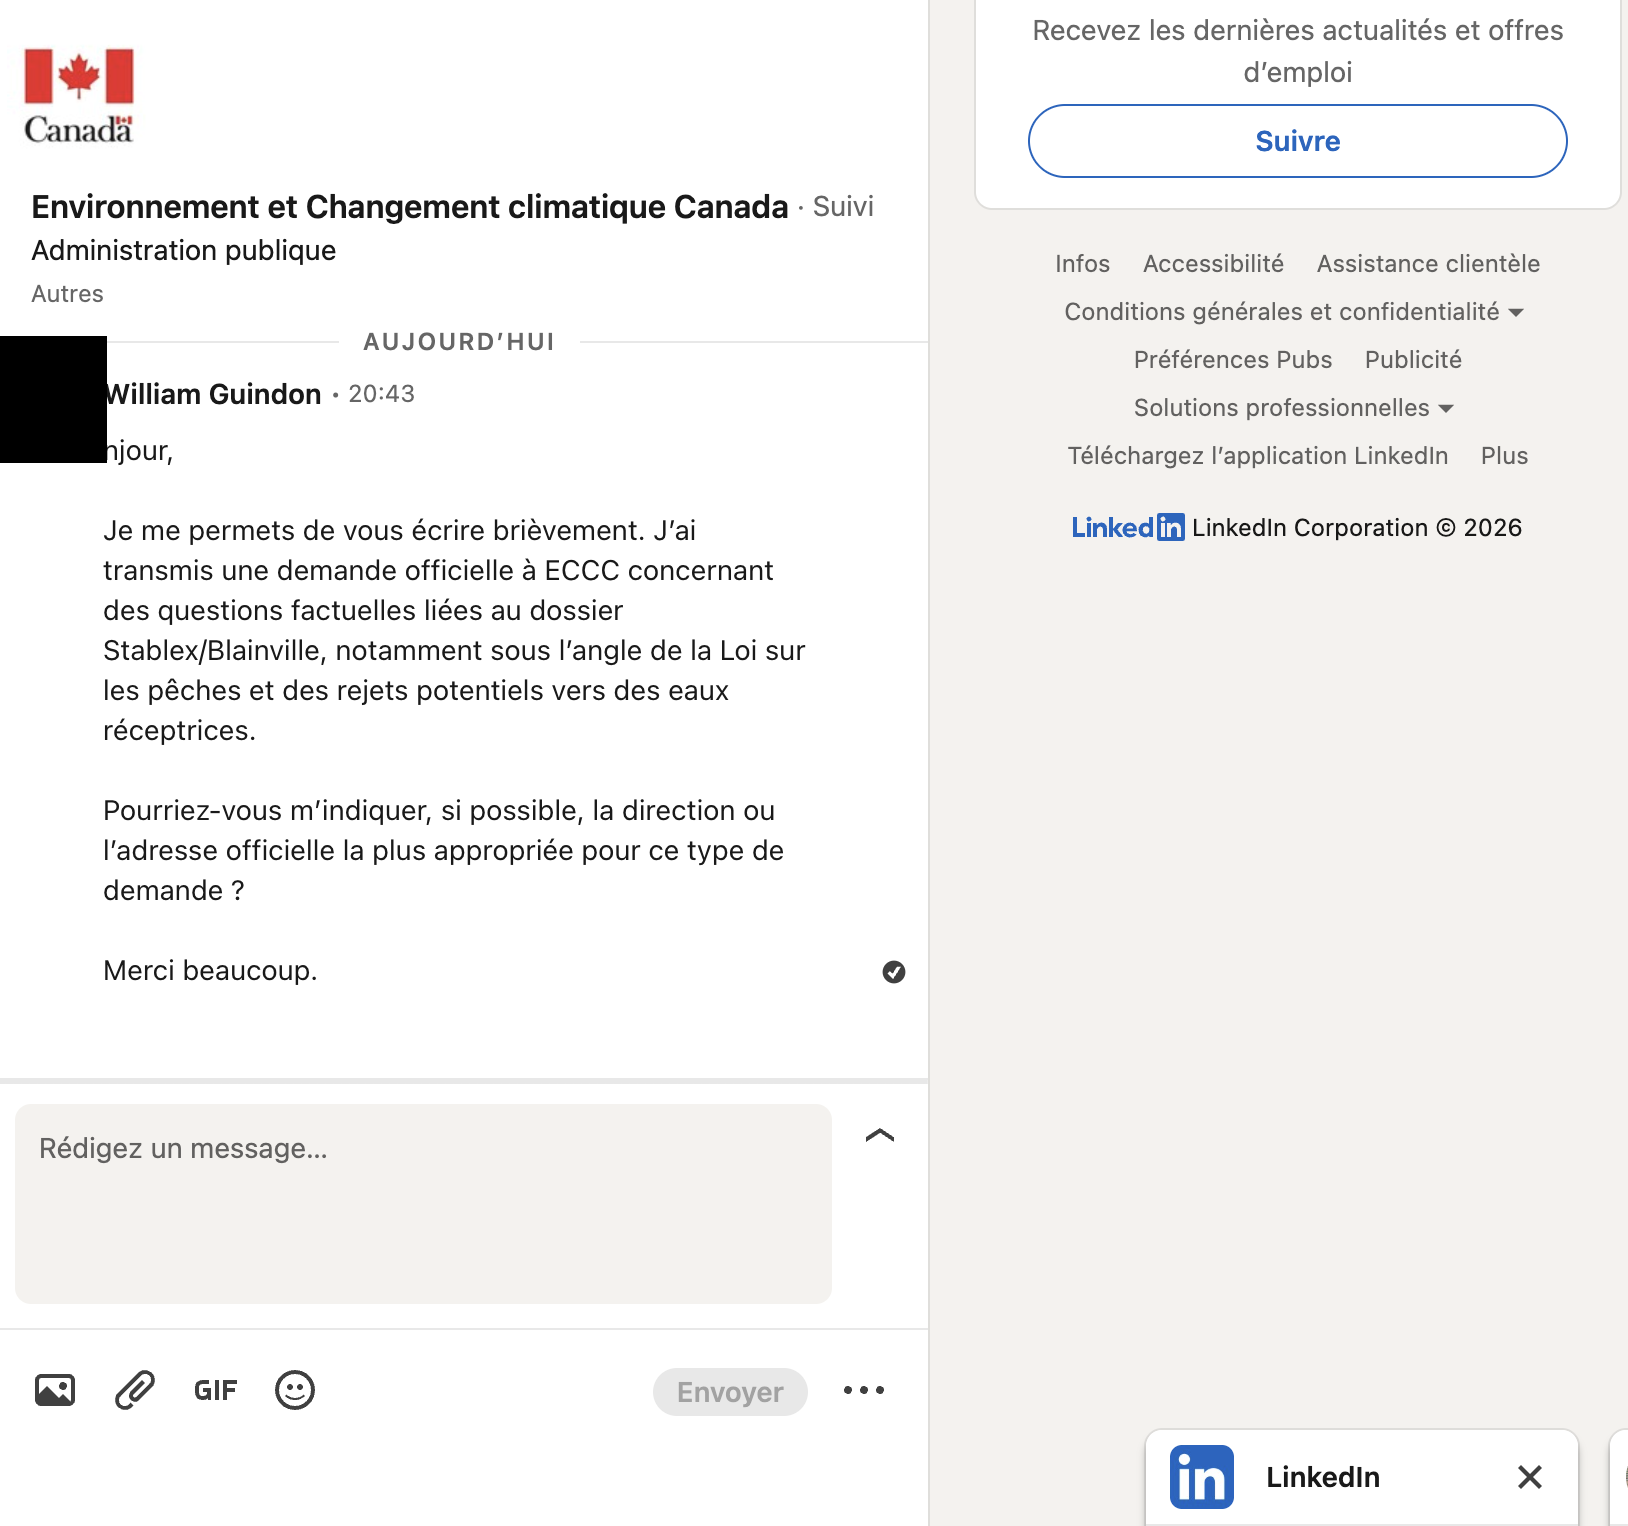 Canada
Environnement et Changement climatique Canada · Suivi
Administration publique
Autres
AUJOURD’HUI
William Guindon • 20:43
njour,
Je me permets de vous écrire brièvement. J’ai
transmis une demande officielle à ECCC concernant
des questions factuelles liées au dossier
Stablex/Blainville, notamment sous l’angle de la Loi sur
les pêches et des rejets potentiels vers des eaux
réceptrices.
Pourriez-vous m’indiquer, si possible, la direction ou
l’adresse officielle la plus appropriée pour ce type de
demande ?
Merci beaucoup.
Rédigez un message...
GIF
Envoyer
Recevez les dernières actualités et offres
d’emploi
Suivre
Infos Accessibilité Assistance clientèle
Conditions générales et confidentialité
Préférences Pubs Publicité
Solutions professionnelles
Téléchargez l’application LinkedIn Plus
LinkedIn LinkedIn Corporation © 2026
in LinkedIn